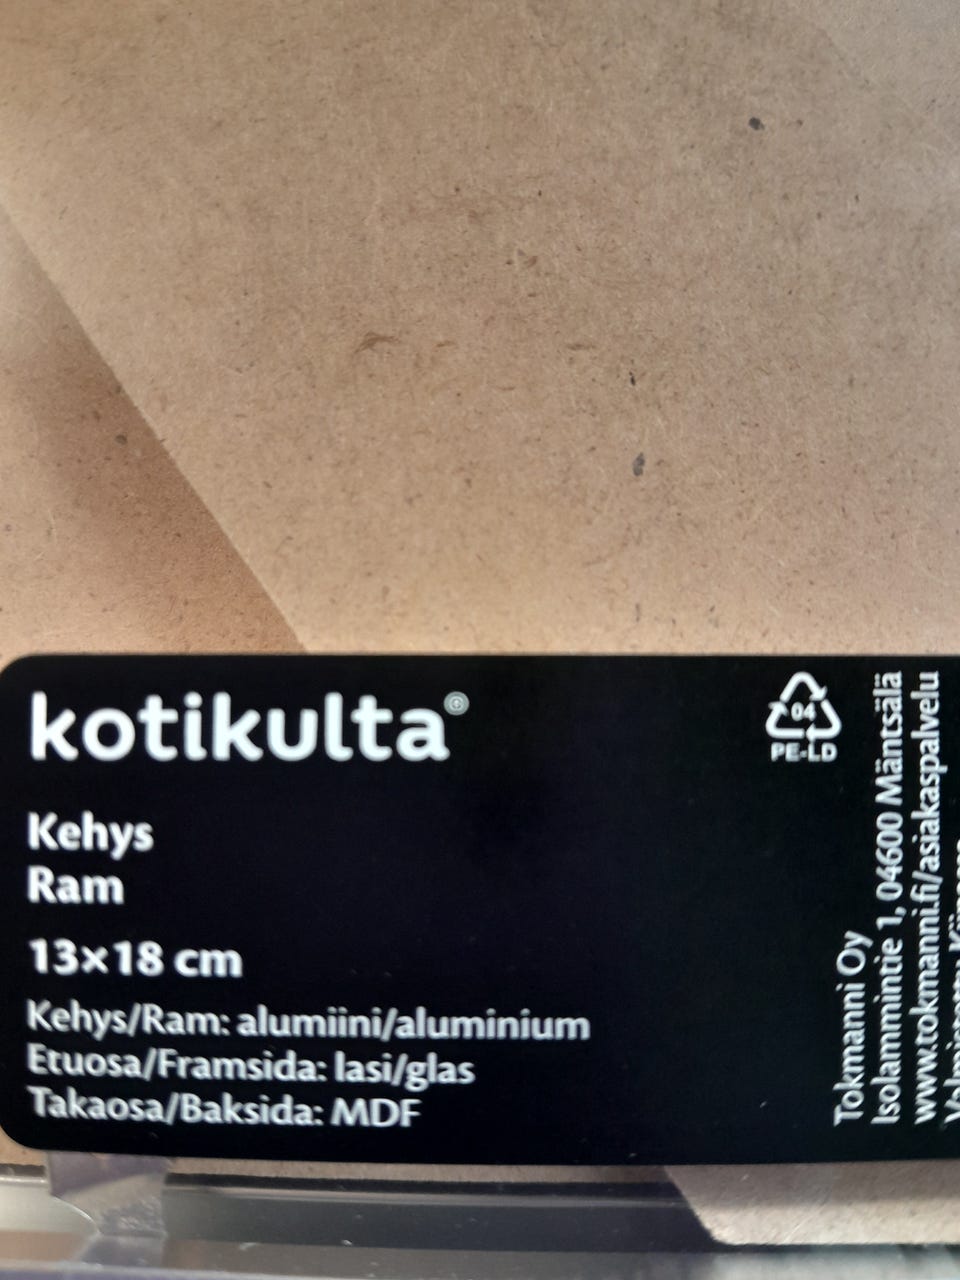 kotikulta®
Kehys
Ram
13×18 cm
Kehys/Ram: alumiini/aluminium
Etuosa/Framsida: lasi/glas
Takaosa/Baksida: MDF
04
PE-LD
Tokmanni Oy
Isolammintie 1, 04600 Mäntsälä
www.tokmanni.fi/asiakaspalvelu